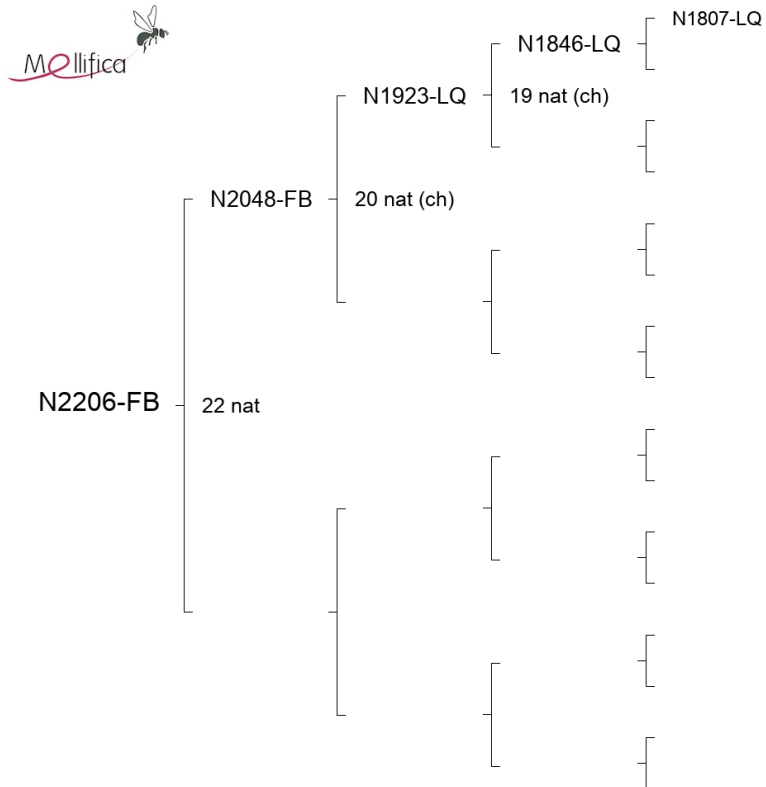 Mellifica
N1807-LQ
N1846-LQ
N1923-LQ
19 nat (ch)
N2048-FB
20 nat (ch)
N2206-FB
22 nat